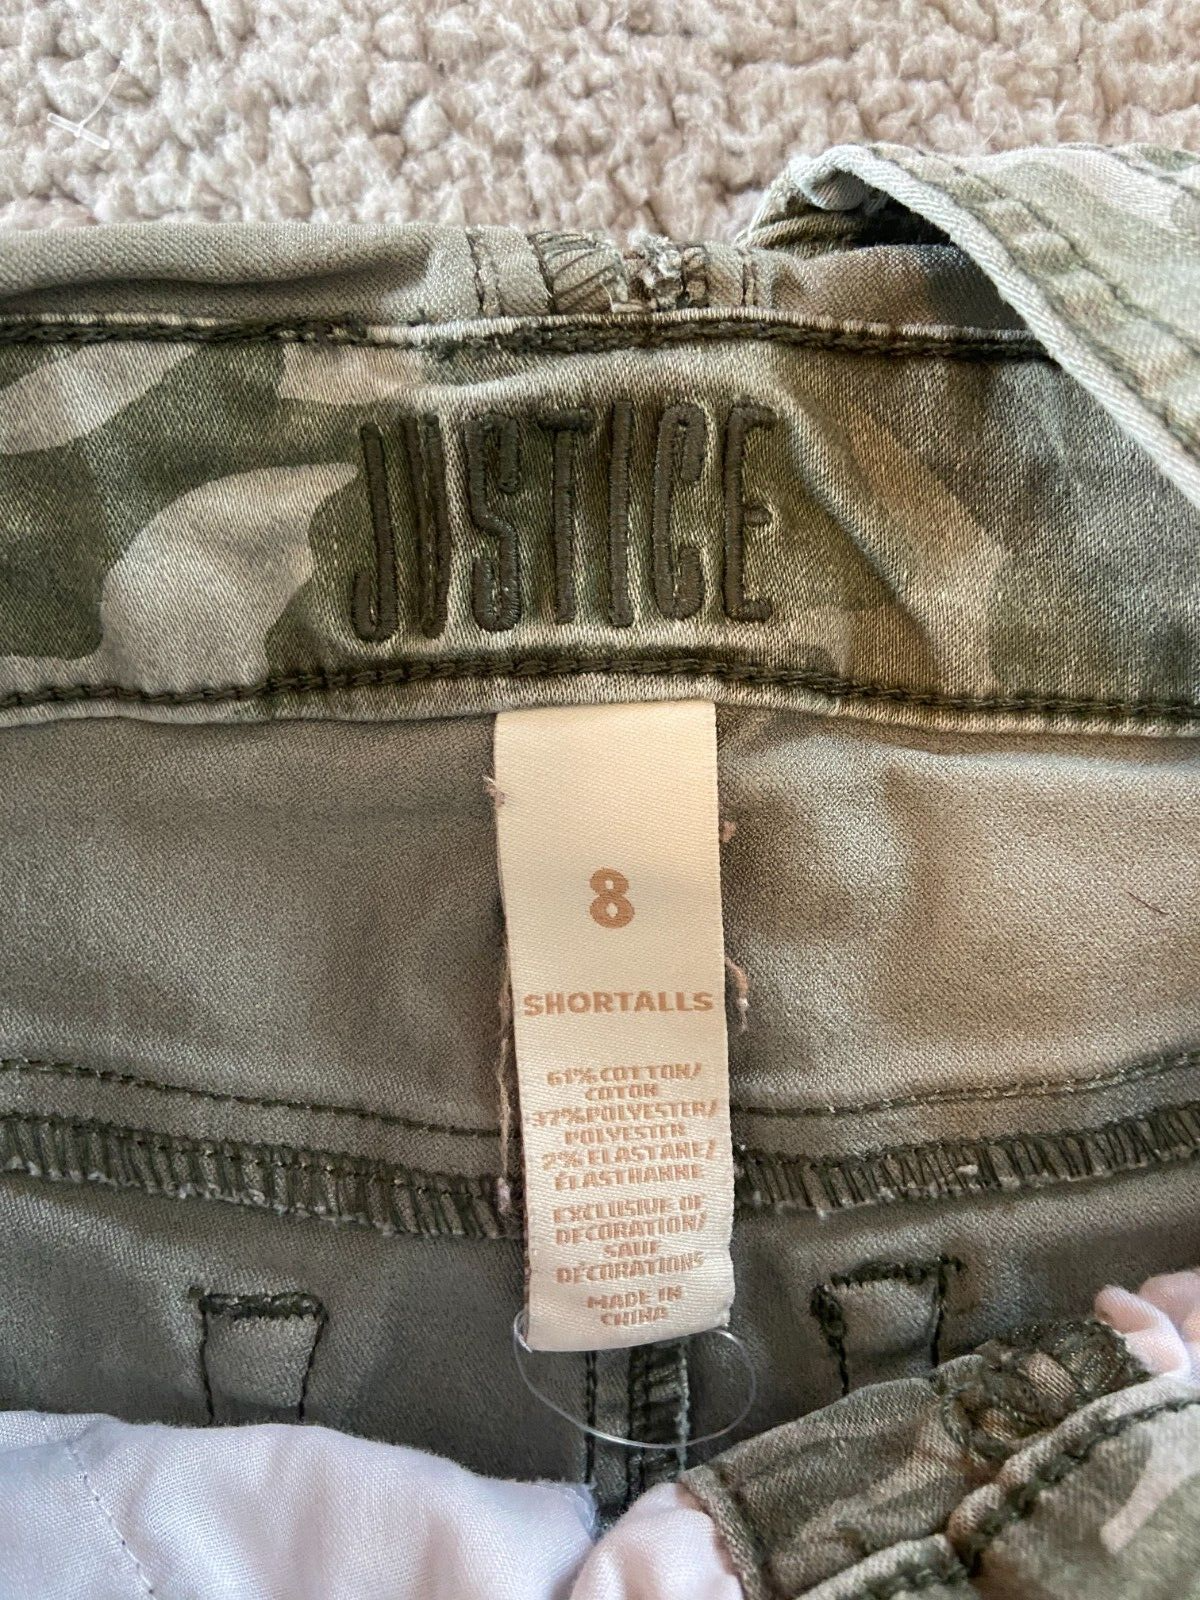 JUSTICE
8
SHORTALLS
61% COTTON/
COTON
37% POLYESTER/
POLYESTER
2% ELASTANE/
ÉLASTHANNE
EXCLUSIVE OF
DECORATION/
SAUF
DÉCORATIONS
MADE IN
CHINA